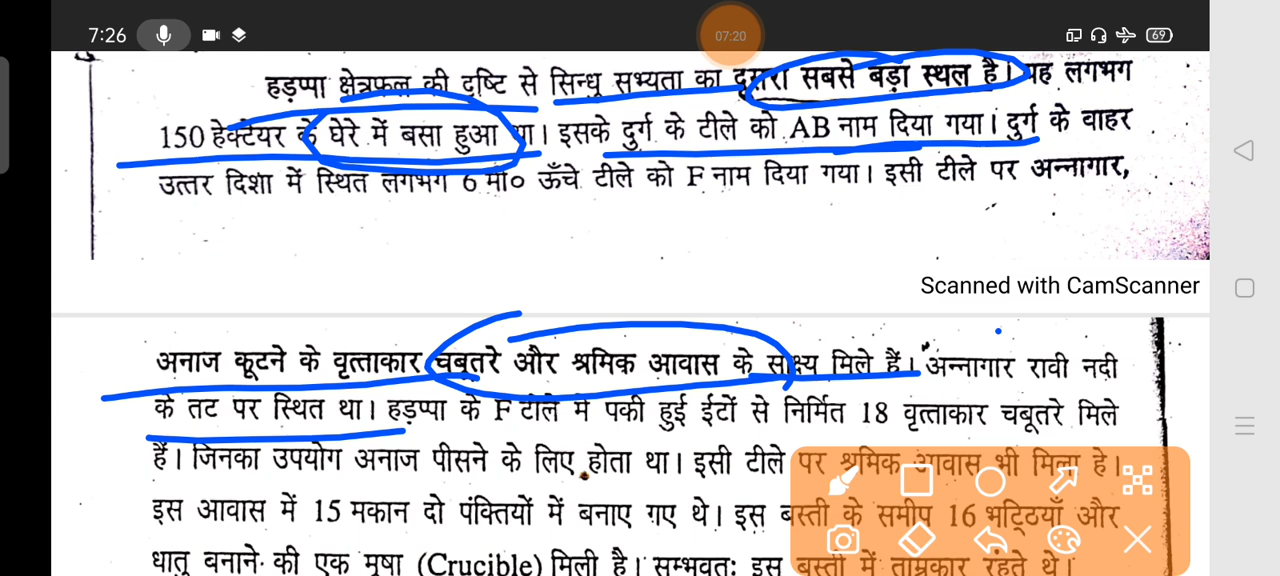 7:26
07:20
69
हड़प्पा क्षेत्रफल की दृष्टि से सिन्धु सभ्यता का दूसरा सबसे बड़ा स्थल है। यह लगभग
150 हेक्टेयर के घेरे में बसा हुआ था। इसके दुर्ग के टीले को AB नाम दिया गया। दुर्ग के वाहर
उत्तर दिशा में स्थित लगभग 6 मी० ऊँचे टीले को F नाम दिया गया। इसी टीले पर अन्नागार,
Scanned with CamScanner
अनाज कूटने के वृत्ताकार चबूतरे और श्रमिक आवास के साक्ष्य मिले हैं। अन्नागार रावी नदी
के तट पर स्थित था। हड़प्पा के F टीले में पकी हुई ईंटों से निर्मित 18 वृत्ताकार चबूतरे मिले
हैं। जिनका उपयोग अनाज पीसने के लिए होता था। इसी टीले पर श्रमिक आवास भी मिला है।
इस आवास में 15 मकान दो पंक्तियों में बनाए गए थे। इस बस्ती के समीप 16 भट्ठियाँ और
धातु बनाने की एक मूषा (Crucible) मिली है। सम्भवतः इस बस्ती में ताम्रकार रहते थे।